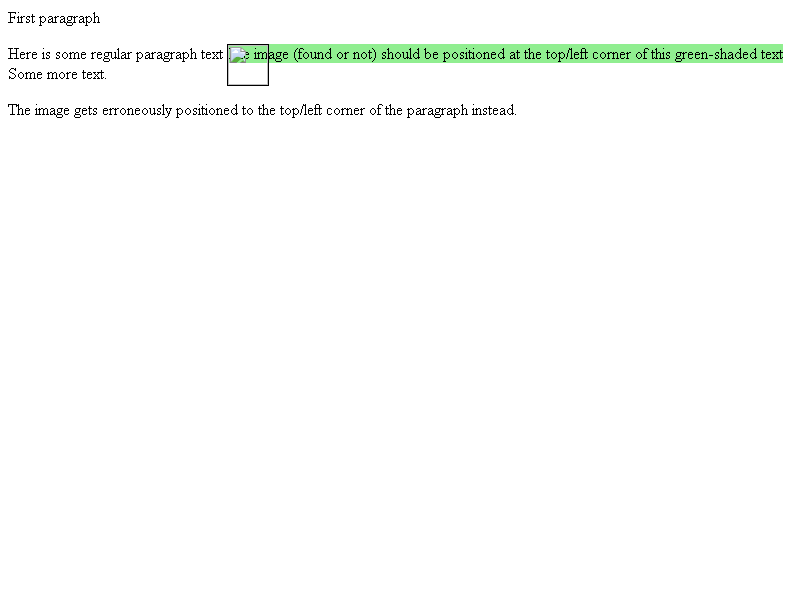 First paragraph
Here is some regular paragraph text image (found or not) should be positioned at the top/left corner of this green-shaded text
Some more text.
The image gets erroneously positioned to the top/left corner of the paragraph instead.